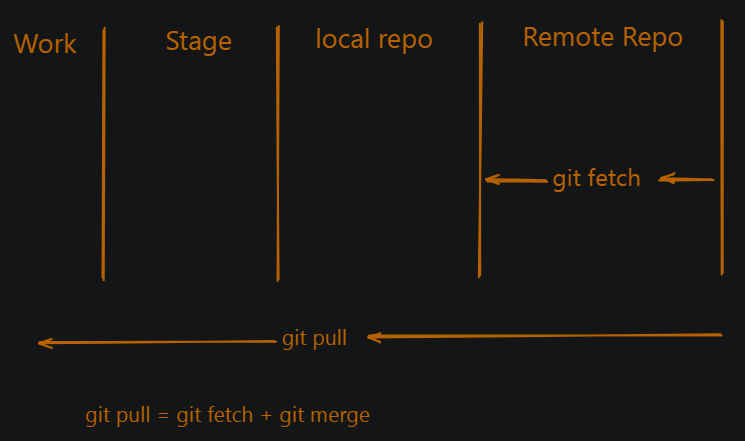 Work
Stage
local repo
Remote Repo
git fetch
git pull
git pull = git fetch + git merge